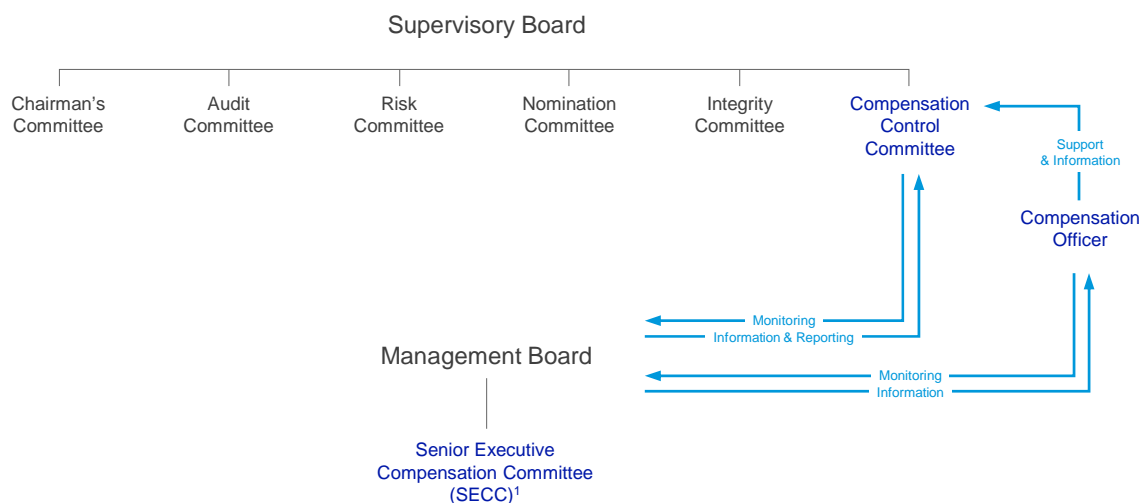 Supervisory Board
Chairman's
Committee
Audit
Committee
Risk
Committee
Nomination
Committee
Integrity
Committee
Compensation
Control
Committee
Support
& Information
Compensation
Officer
Monitoring
Information & Reporting
Management Board
Monitoring
Information
Senior Executive
Compensation Committee
(SECC)¹